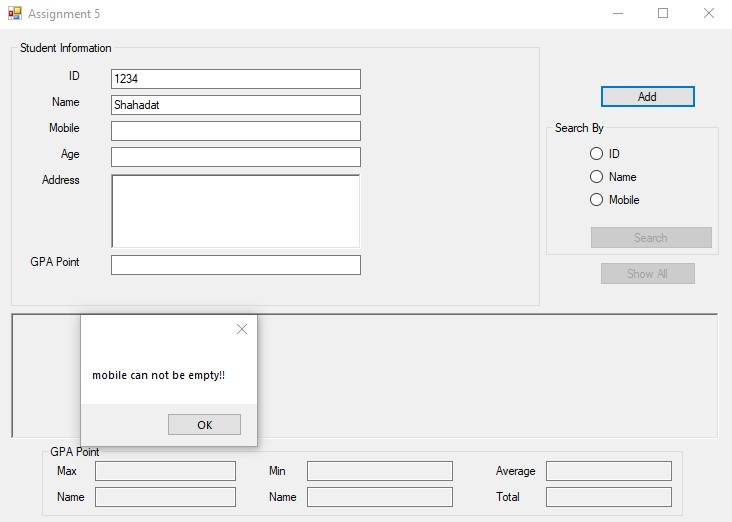 Assignment 5
Student Information
ID 1234
Name Shahadat
Mobile
Age
Address
GPA Point
Add
Search By
ID
Name
Mobile
Search
Show All
mobile can not be empty!!
OK
GPA Point
Max Min Average
Name Name Total